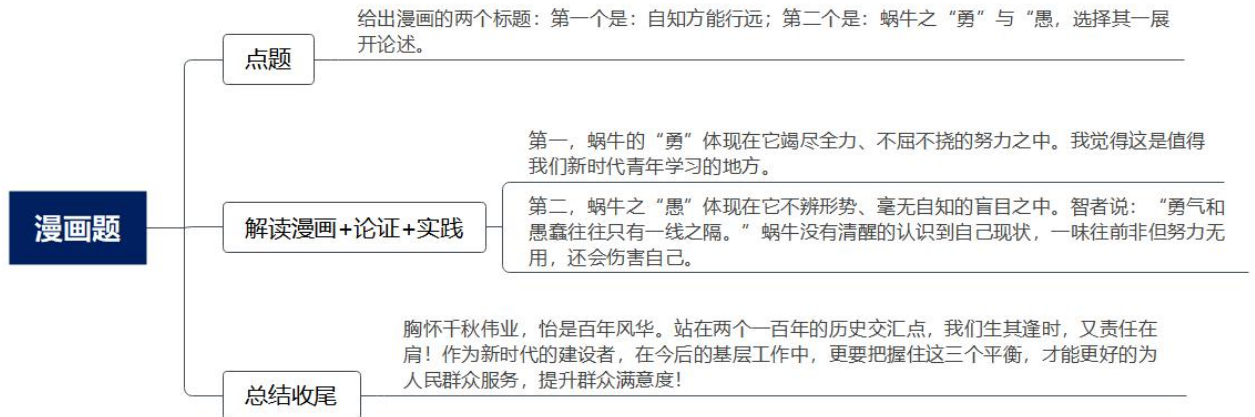 给出漫画的两个标题：第一个是：自知方能行远；第二个是：蜗牛之“勇”与“愚，选择其一展
开论述。
点题
第一，蜗牛的“勇”体现在它竭尽全力、不屈不挠的努力之中。我觉得这是值得
我们新时代青年学习的地方。
漫画题
解读漫画+论证+实践
第二，蜗牛之“愚”体现在它不辨形势、毫无自知的盲目之中。智者说：“勇气和
愚蠢往往只有一线之隔。”蜗牛没有清醒的认识到自己现状，一味往前非但努力无
用，还会伤害自己。
胸怀千秋伟业，恰是百年风华。站在两个一百年的历史交汇点，我们生其逢时，又责任在
肩！作为新时代的建设者，在今后的基层工作中，更要把握住这三个平衡，才能更好的为
人民群众服务，提升群众满意度！
总结收尾